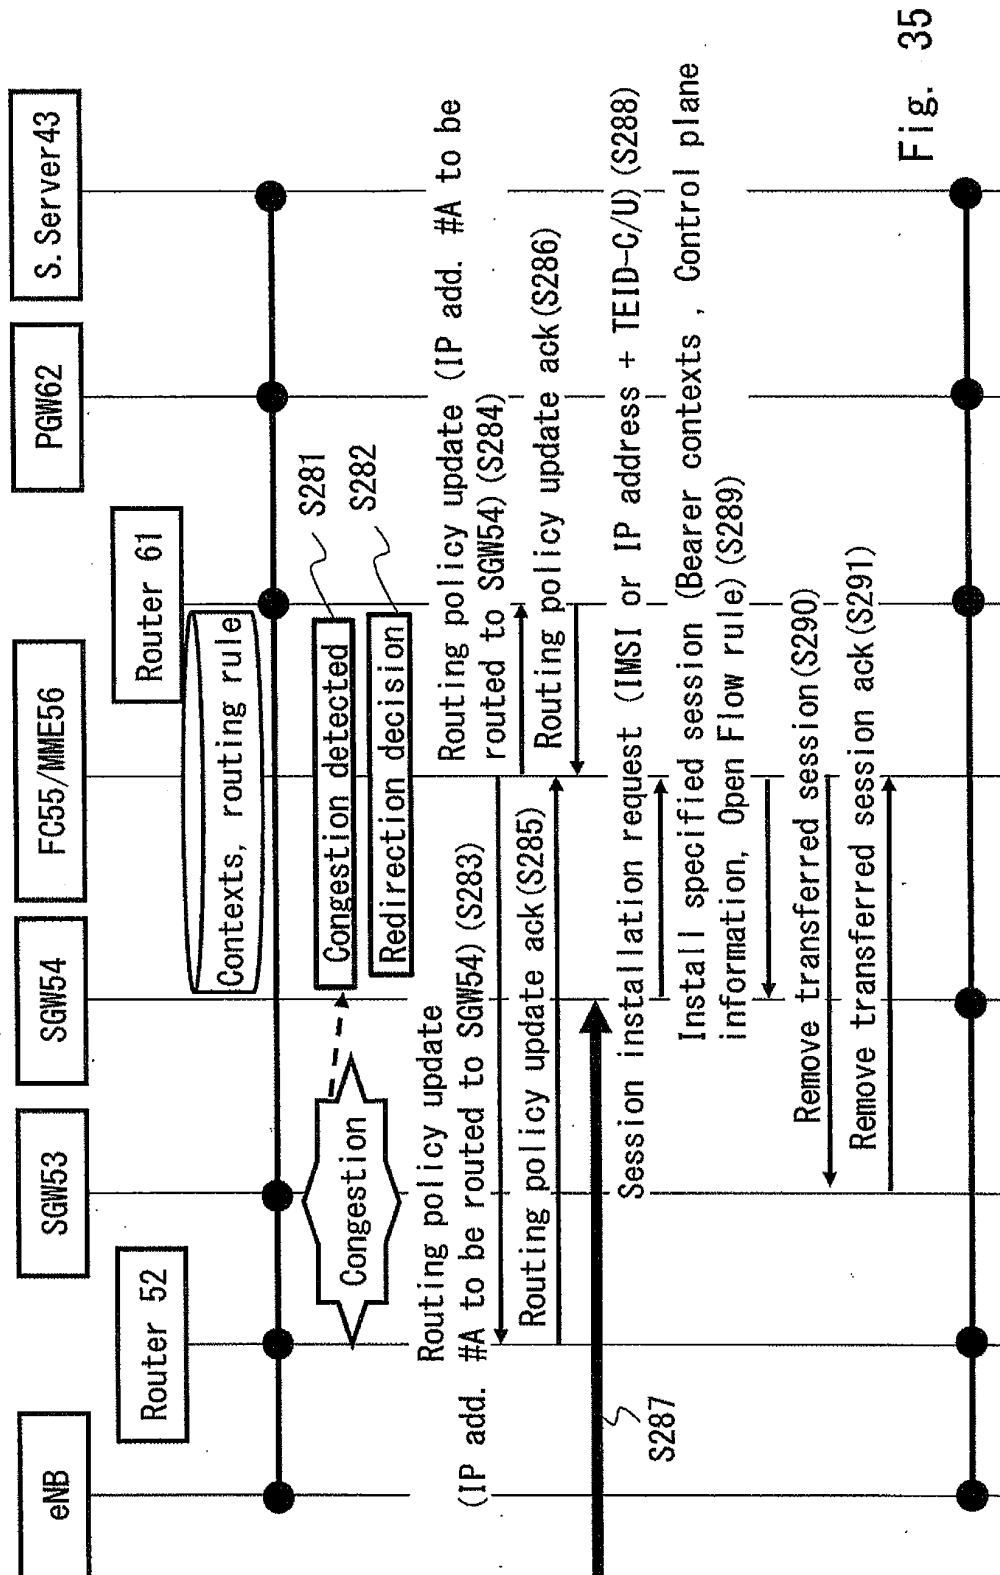 eNB
Router 52
SGW53
SGW54
FC55/MME56
Router 61
PGW62
S.Server43
Contexts, routing rule
Congestion
Congestion detected
S281
Redirection decision
S282
Routing policy update
(IP add. #A to be routed to SGW54) (S283)
Routing policy update (IP add. #A to be
routed to SGW54) (S284)
Routing policy update ack(S285)
Routing policy update ack(S286)
S287
Session installation request (IMSI or IP address + TEID-C/U) (S288)
Install specified session (Bearer contexts , Control plane
information, Open Flow rule) (S289)
Remove transferred session(S290)
Remove transferred session ack(S291)
Fig. 35